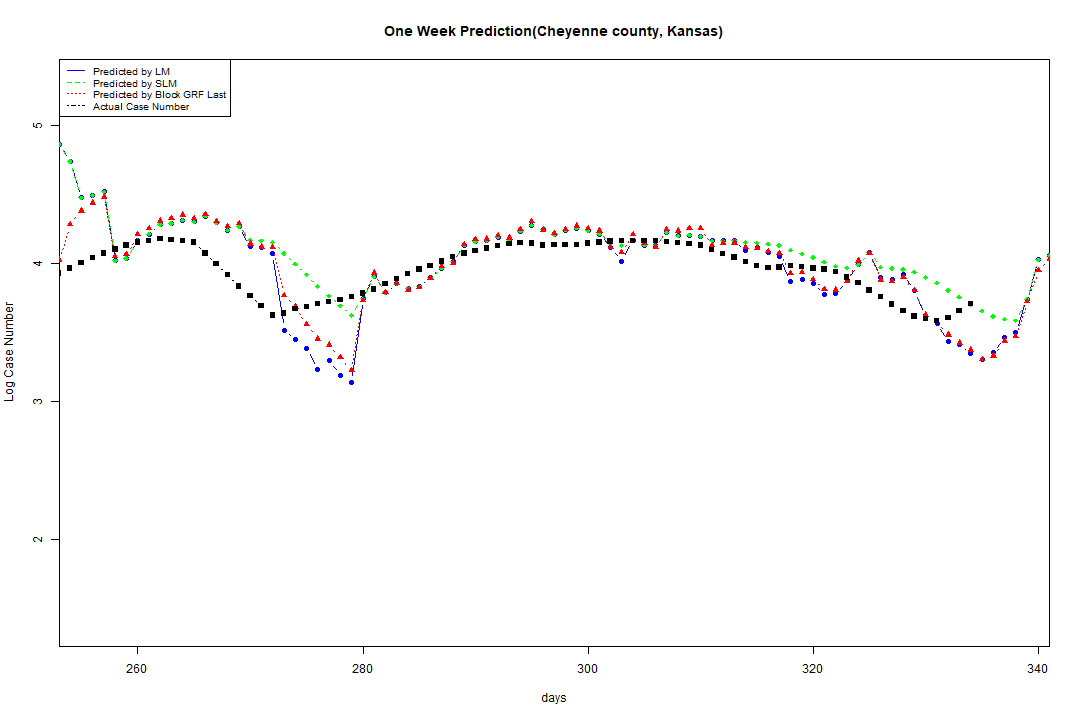 One Week Prediction(Cheyenne county, Kansas)
Predicted by LM
Predicted by SLM
Predicted by Block GRF Last
Actual Case Number
5
4
3
2
Log Case Number
260 280 300 320 340
days